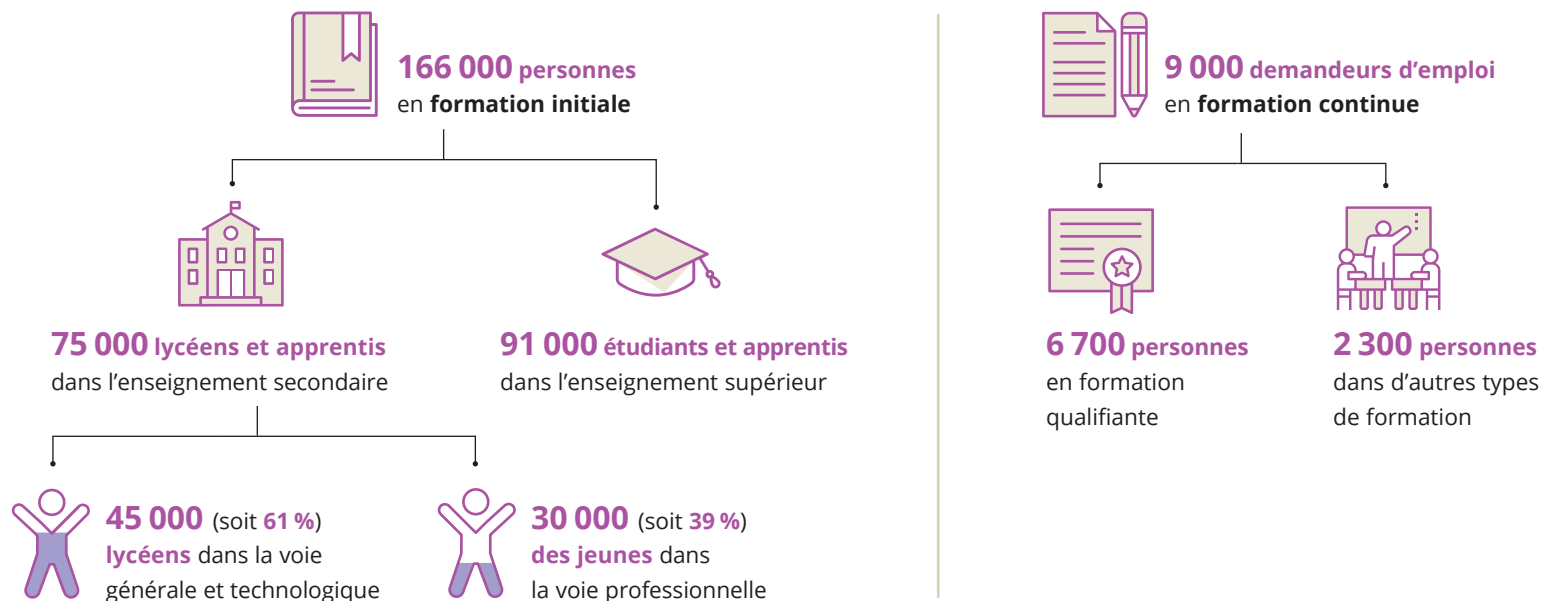 166 000 personnes
en formation initiale
75 000 lycéens et apprentis
dans l'enseignement secondaire
91 000 étudiants et apprentis
dans l'enseignement supérieur
45 000 (soit 61 %)
lycéens dans la voie
générale et technologique
30 000 (soit 39 %)
des jeunes dans
la voie professionnelle
9 000 demandeurs d'emploi
en formation continue
6 700 personnes
en formation
qualifiante
2 300 personnes
dans d'autres types
de formation